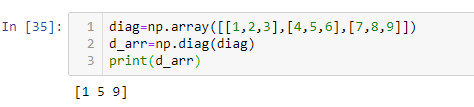 In [35]:
1 diag=np.array([[1,2,3],[4,5,6],[7,8,9]])
2 d_arr=np.diag(diag)
3 print(d_arr)
[1 5 9]